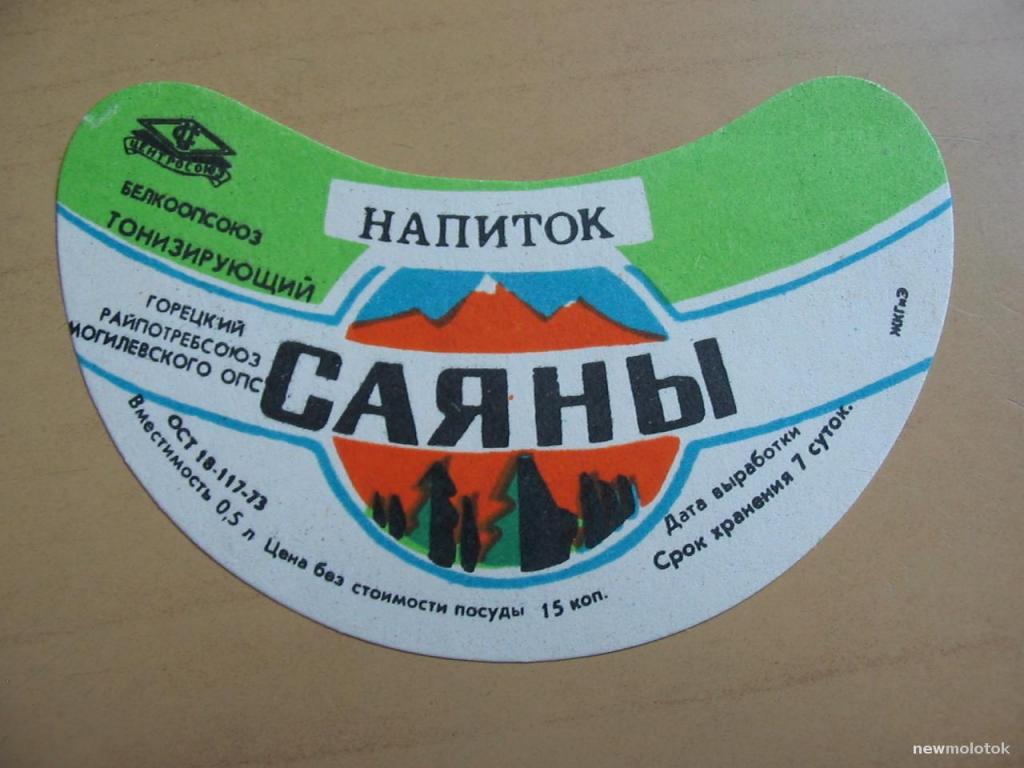 ЦЕНТРОСОЮЗ
БЕЛКООПСОЮЗ
ТОНИЗИРУЮЩИЙ
НАПИТОК
ГОРЕЦКИЙ
РАЙПОТРЕБСОЮЗ
МОГИЛЕВСКОГО ОПС
САЯНЫ
ЖКГиЭ
ОСТ 18-117-73
Вместимость 0,5 л Цена без стоимости посуды 15 коп.
Дата выработки
Срок хранения 7 суток.
newmolotok